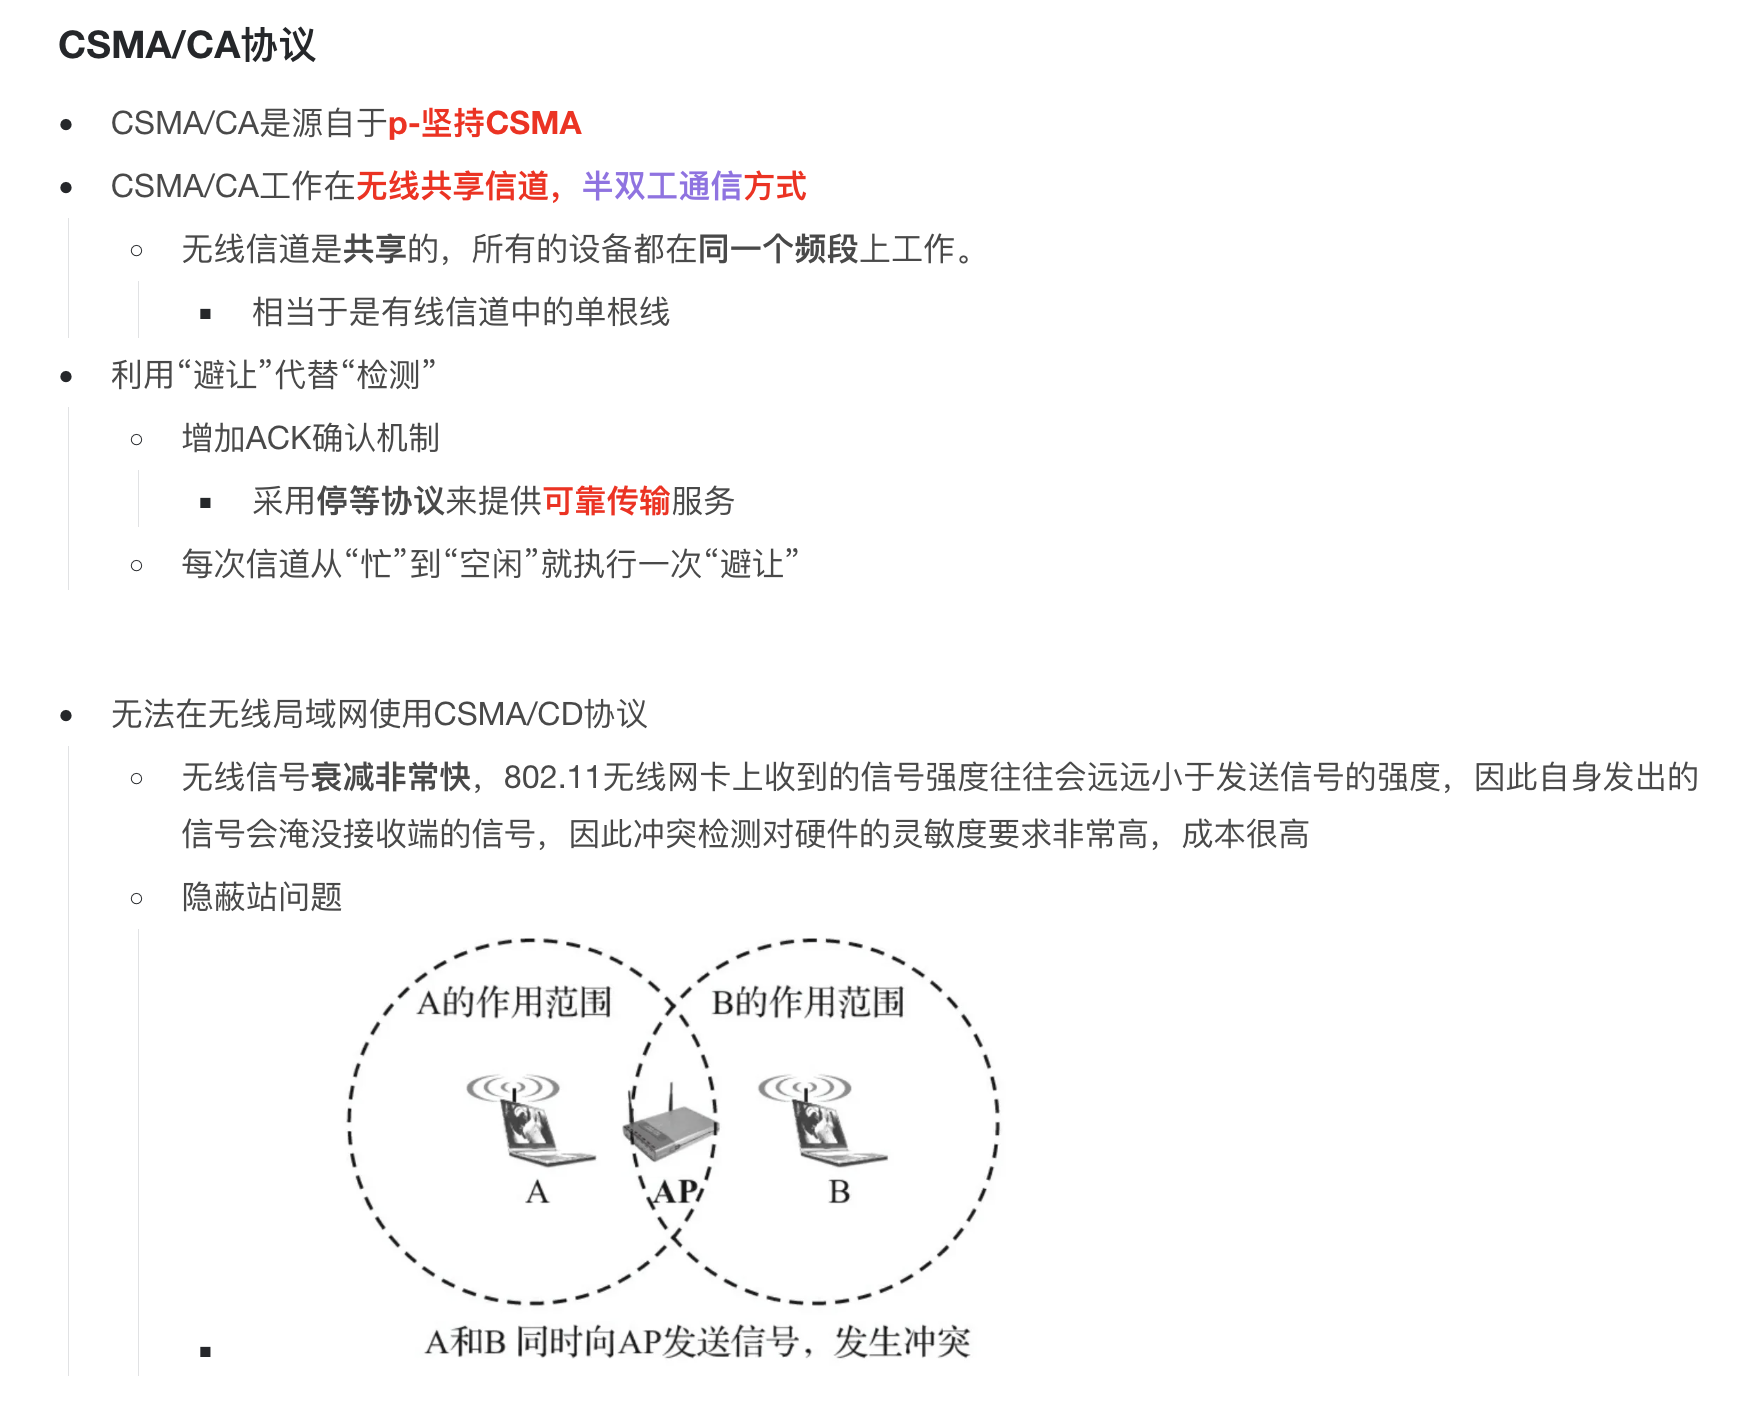 CSMA/CA协议
CSMA/CA是源自于p-坚持CSMA
CSMA/CA工作在无线共享信道，半双工通信方式
无线信道是共享的，所有的设备都在同一个频段上工作。
相当于是有线信道中的单根线
利用“避让”代替“检测”
增加ACK确认机制
采用停等协议来提供可靠传输服务
每次信道从“忙”到“空闲”就执行一次“避让”
无法在无线局域网使用CSMA/CD协议
无线信号衰减非常快，802.11无线网卡上收到的信号强度往往会远远小于发送信号的强度，因此自身发出的
信号会淹没接收端的信号，因此冲突检测对硬件的灵敏度要求非常高，成本很高
隐蔽站问题
A的作用范围 B的作用范围
A AP B
A和B 同时向AP发送信号，发生冲突